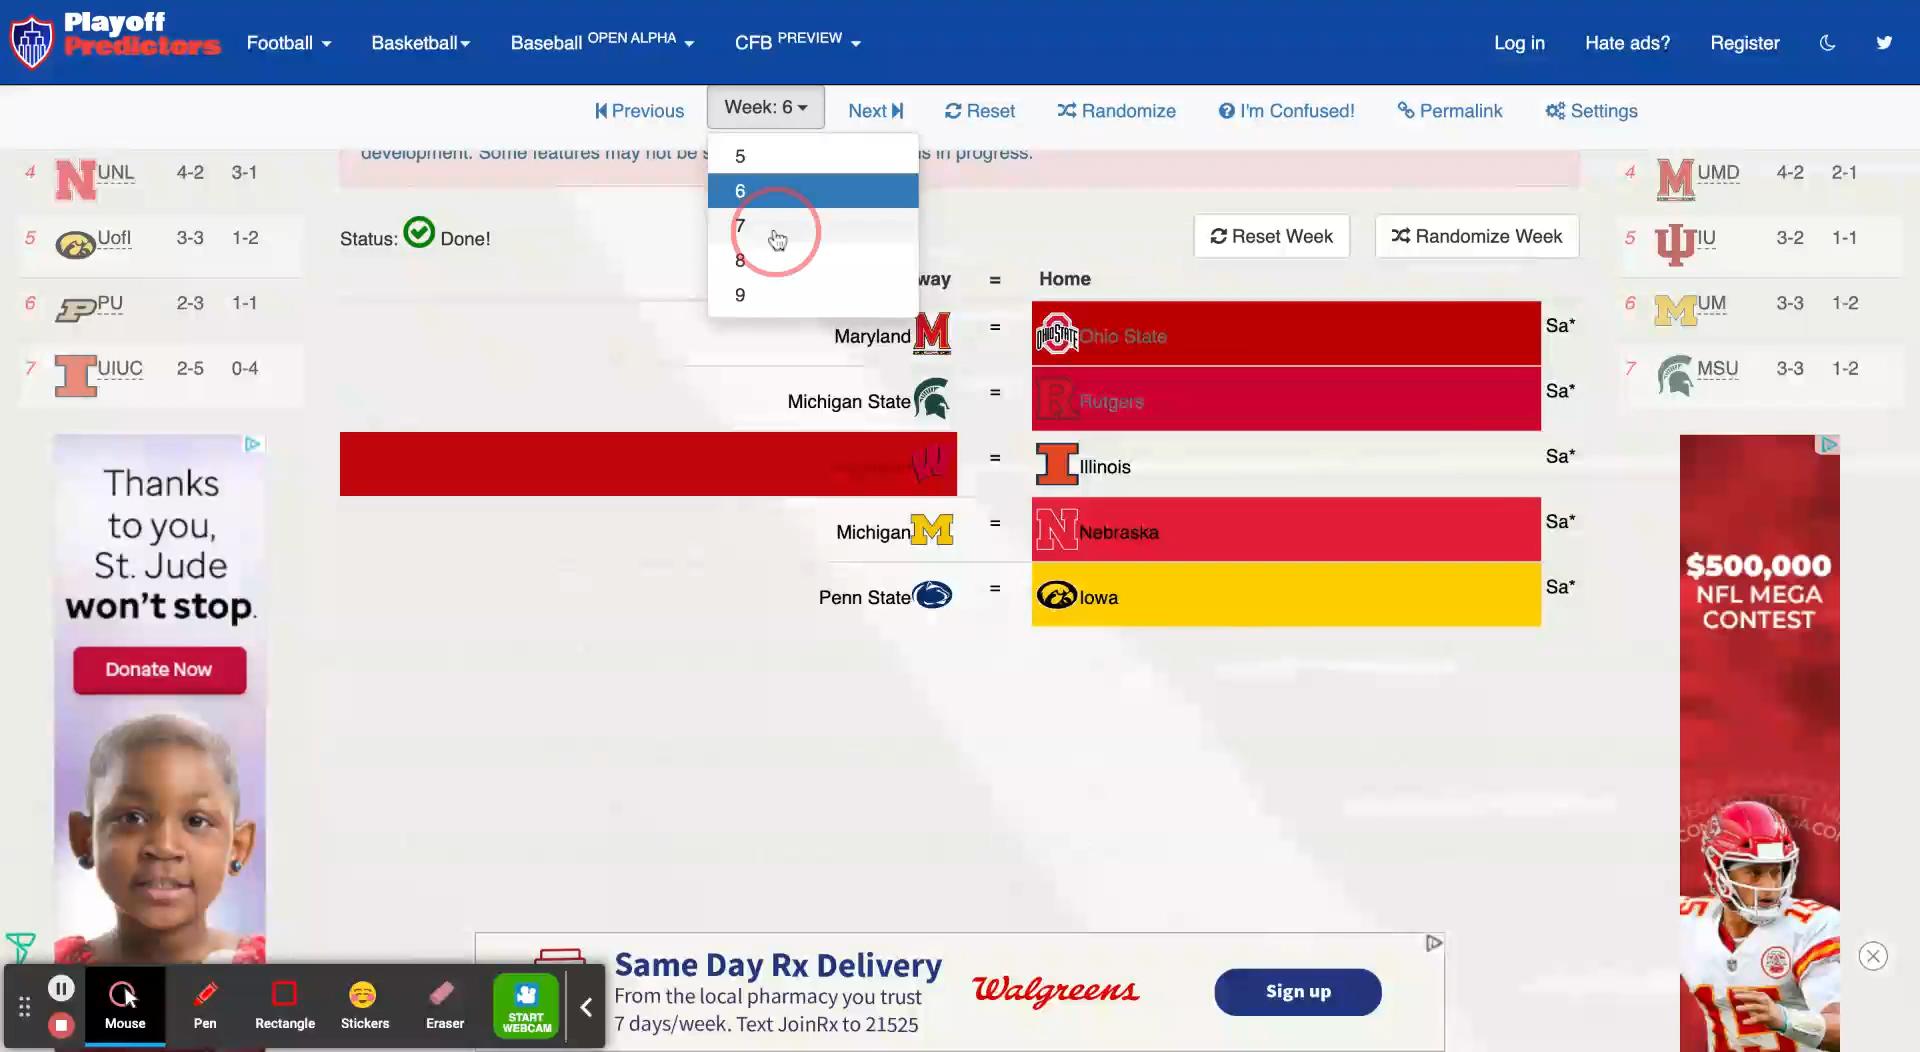 Playoff
Predictors
Football
Basketball
Baseball OPEN ALPHA
CFB PREVIEW
Log in
Hate ads?
Register
Previous
Week: 6
Next
Reset
Randomize
I'm Confused!
Permalink
Settings
5
6
7
8
9
development. Some features may not be s
s in progress.
4 UNL 4-2 3-1
5 UofI 3-3 1-2
6 PU 2-3 1-1
7 UIUC 2-5 0-4
Status: Done!
Reset Week
Randomize Week
way = Home
Maryland = Ohio State Sa*
Michigan State = Rutgers Sa*
= Illinois Sa*
Michigan = Nebraska Sa*
Penn State = Iowa Sa*
4 UMD 4-2 2-1
5 IU 3-2 1-1
6 UM 3-3 1-2
7 MSU 3-3 1-2
Thanks
to you,
St. Jude
won't stop.
Donate Now
$500,000
NFL MEGA
CONTEST
Same Day Rx Delivery
From the local pharmacy you trust
7 days/week. Text JoinRx to 21525
Walgreens
Sign up
Mouse
Pen
Rectangle
Stickers
Eraser
START
WEBCAM